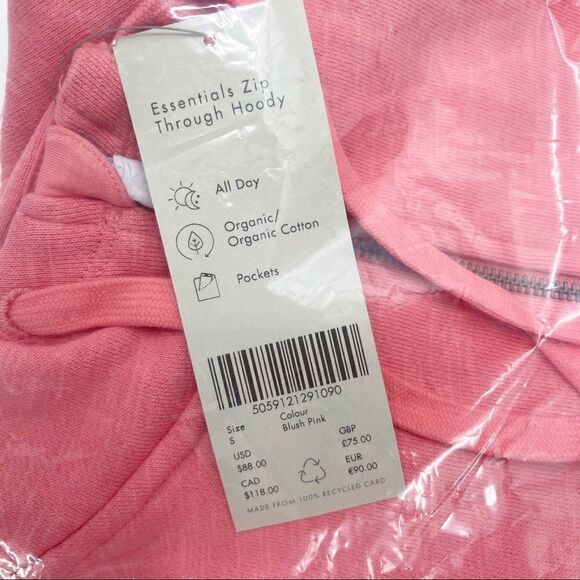 Essentials Zip
Through Hoody
All Day
Organic/
Organic Cotton
Pockets
5059121291090
Size
S
Colour
Blush Pink
USD
$88.00
GBP
£75.00
CAD
$118.00
EUR
€90.00
MADE FROM 100% RECYCLED CARD